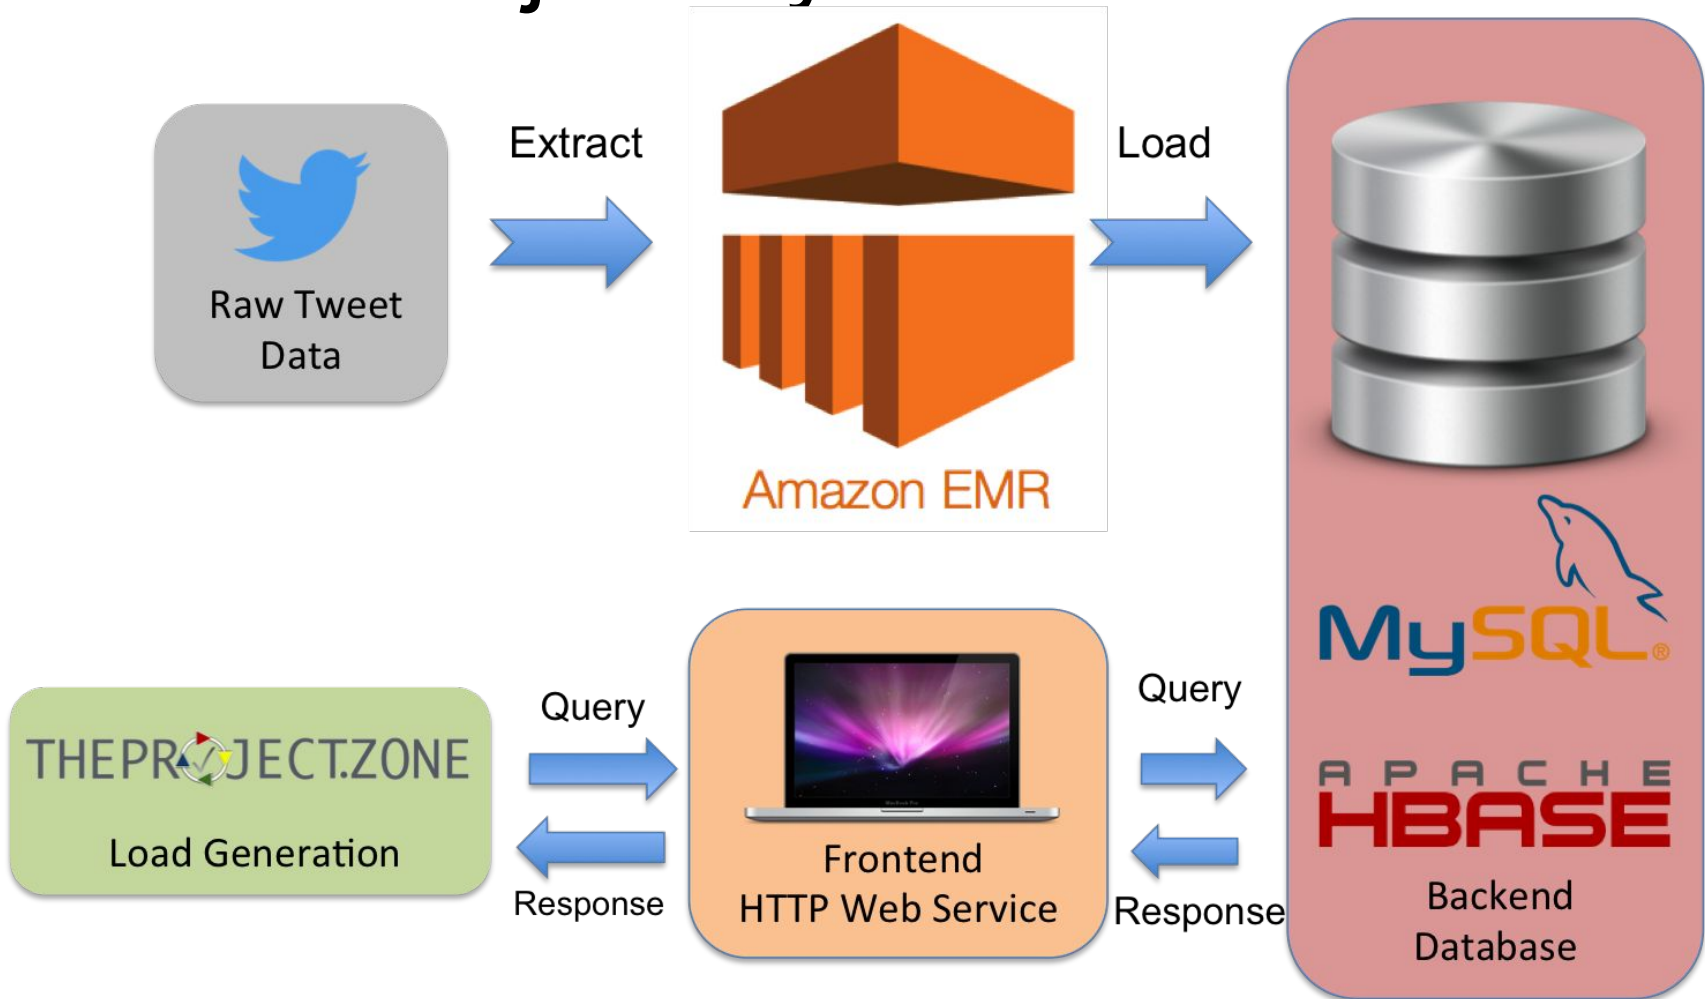 Extract
Load
Raw Tweet
Data
Amazon EMR
MySQL®
Query
Query
THEPROJECT.ZONE
APACHE
HBASE
Load Generation
Frontend
HTTP Web Service
Response
Response
Backend
Database